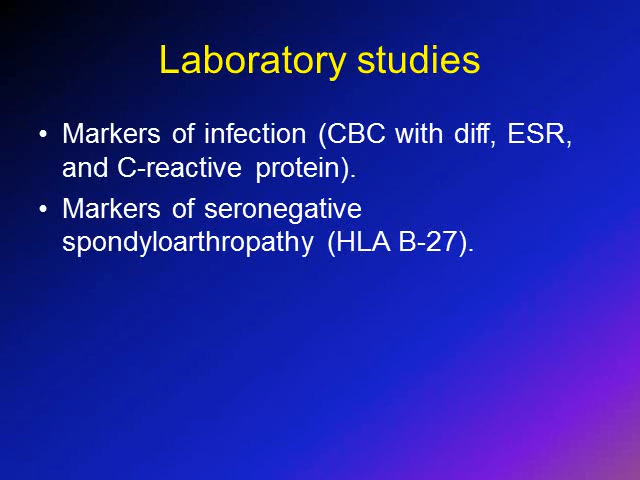 Laboratory studies
• Markers of infection (CBC with diff, ESR,
and C-reactive protein).
• Markers of seronegative
spondyloarthropathy (HLA B-27).